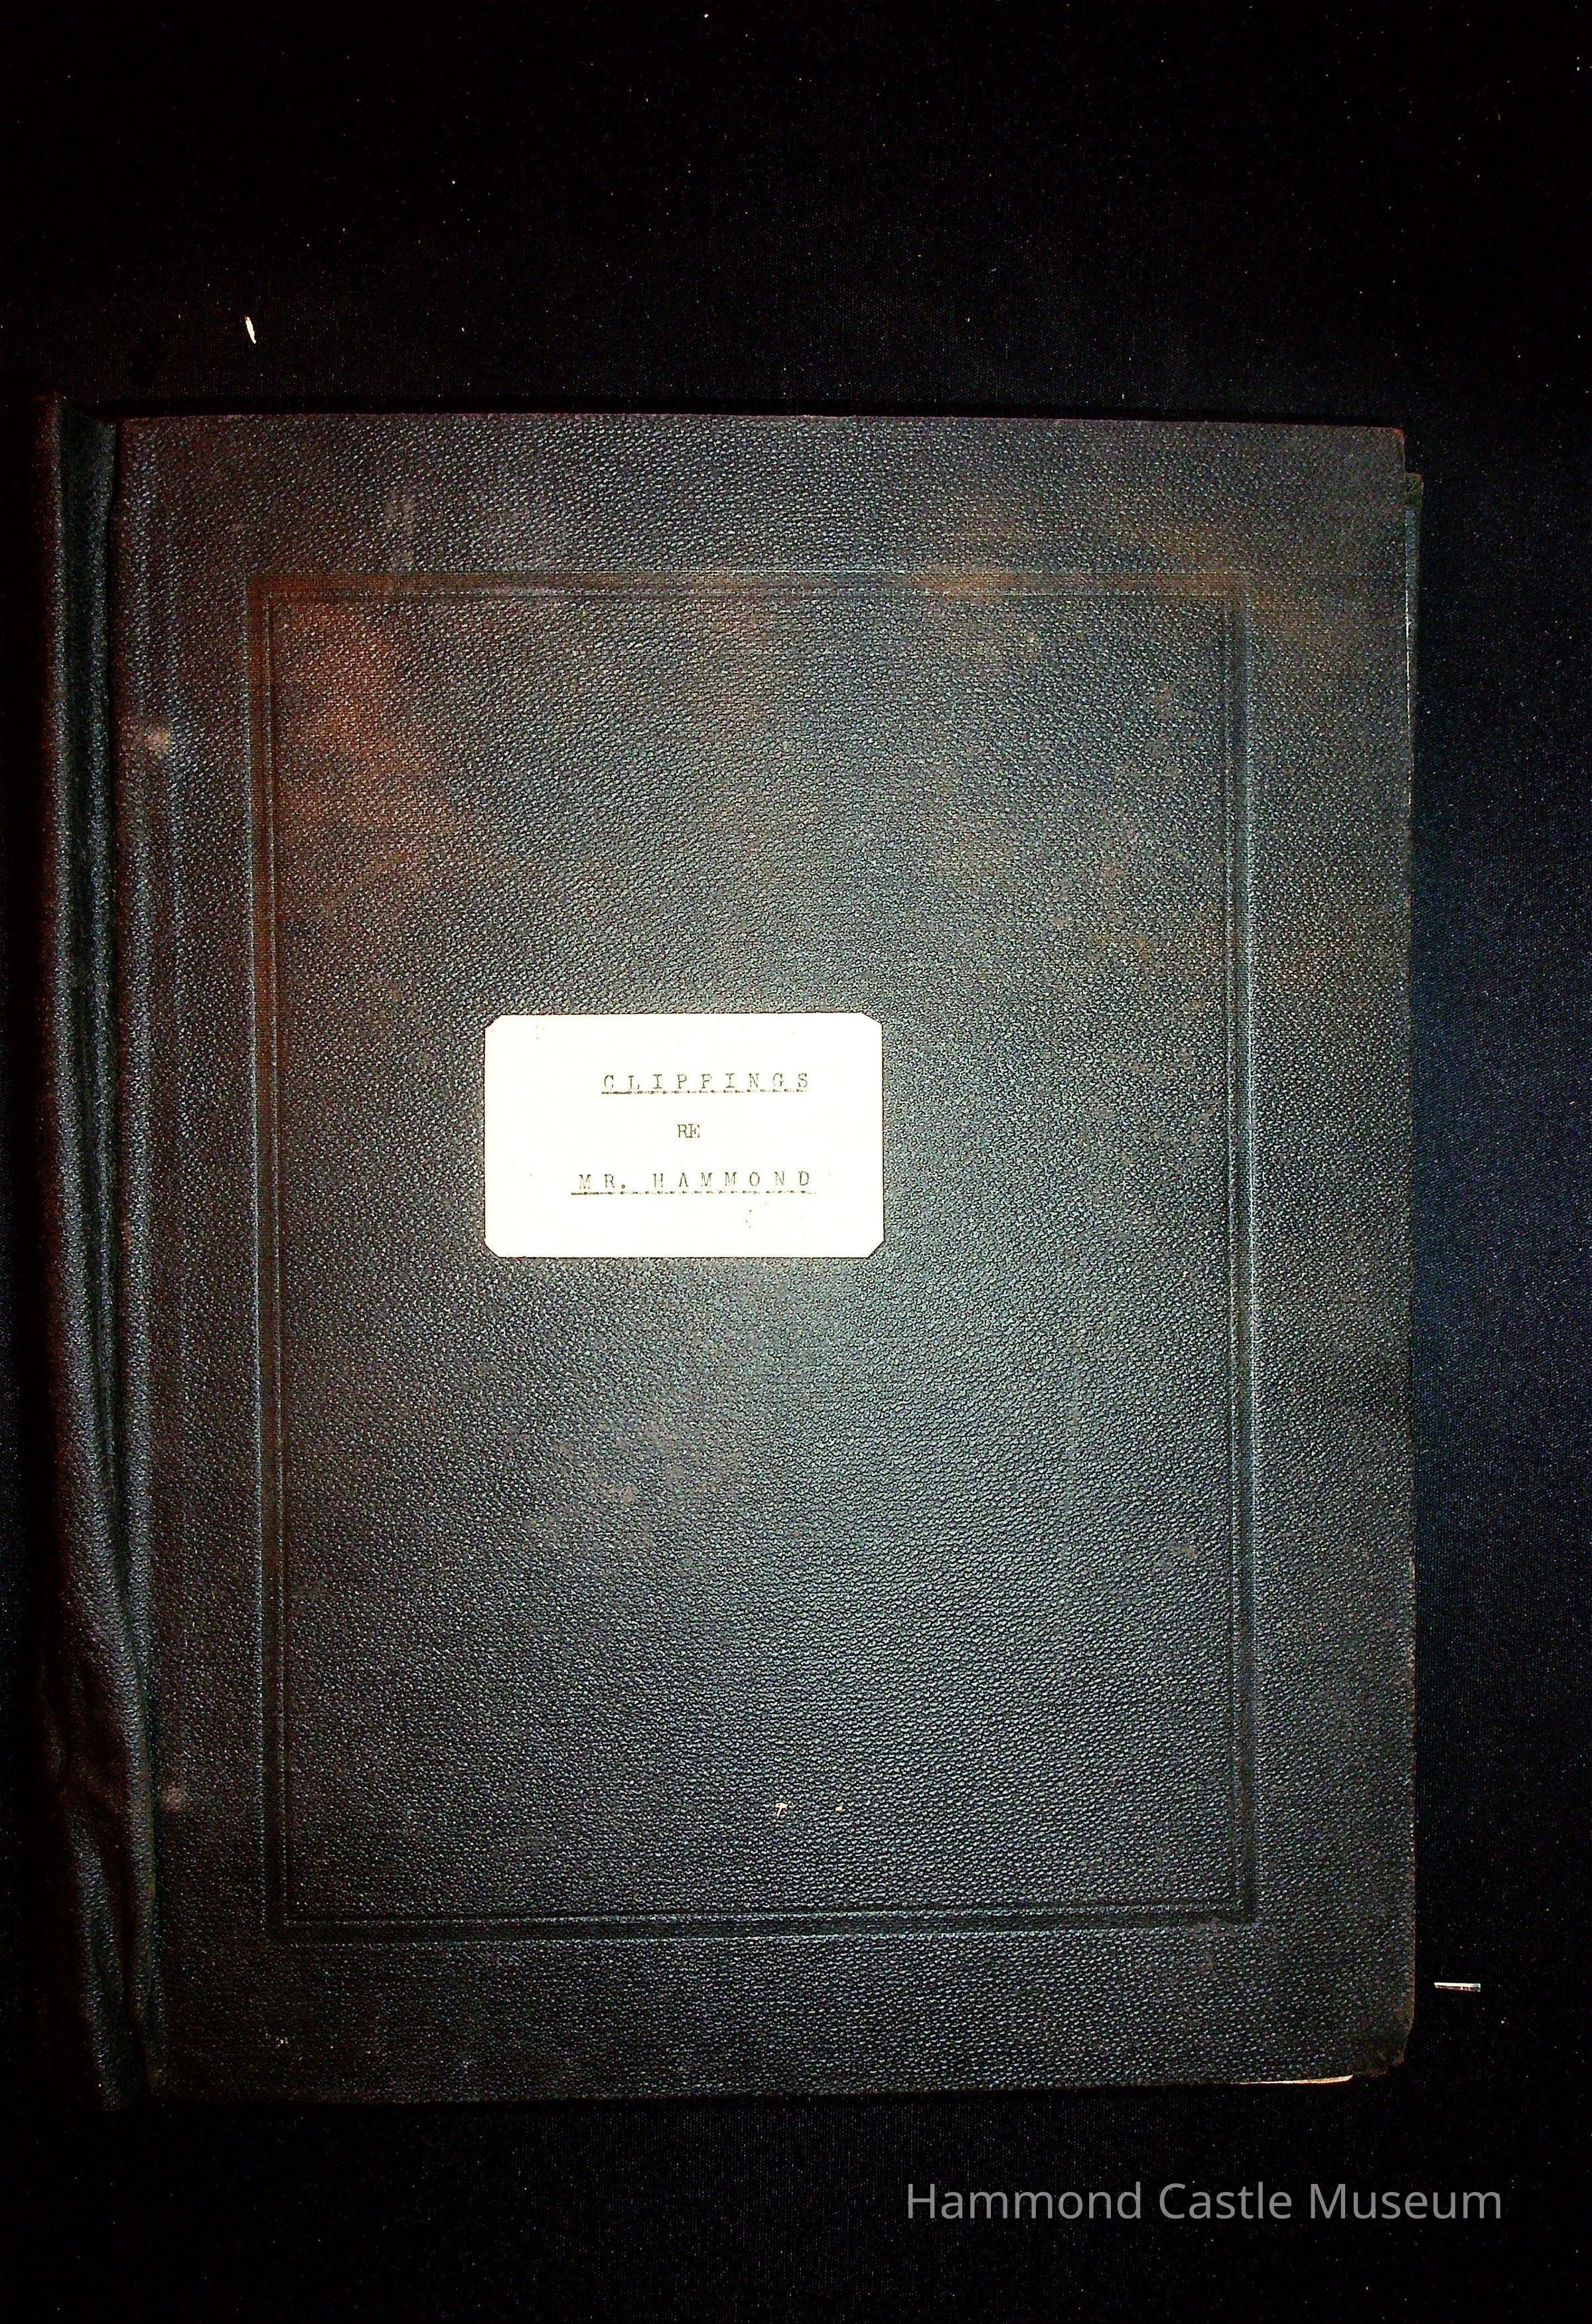 CLIPPINGS
RE
MR. HAMMOND
Hammond Castle Museum